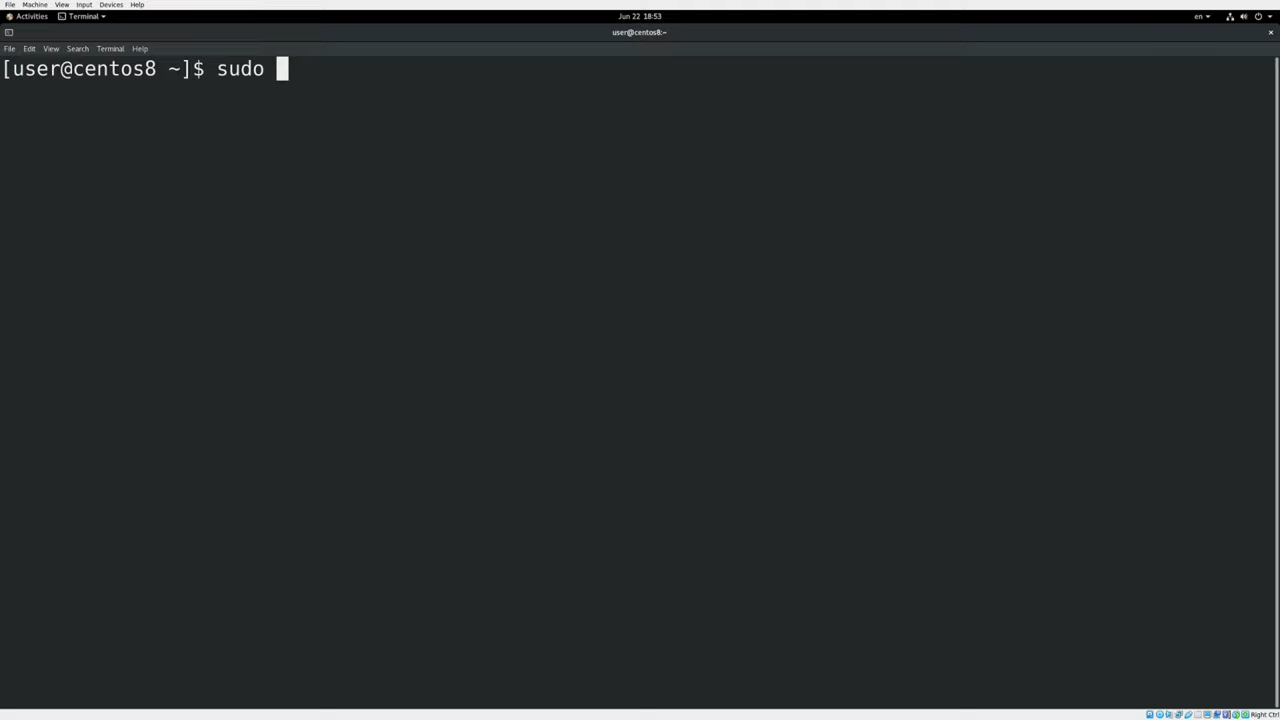 File Machine View Input Devices Help
Activities Terminal Jun 22 18:53 en
user@centos8:~
File Edit View Search Terminal Help
[user@centos8 ~]$ sudo
Right Ctrl